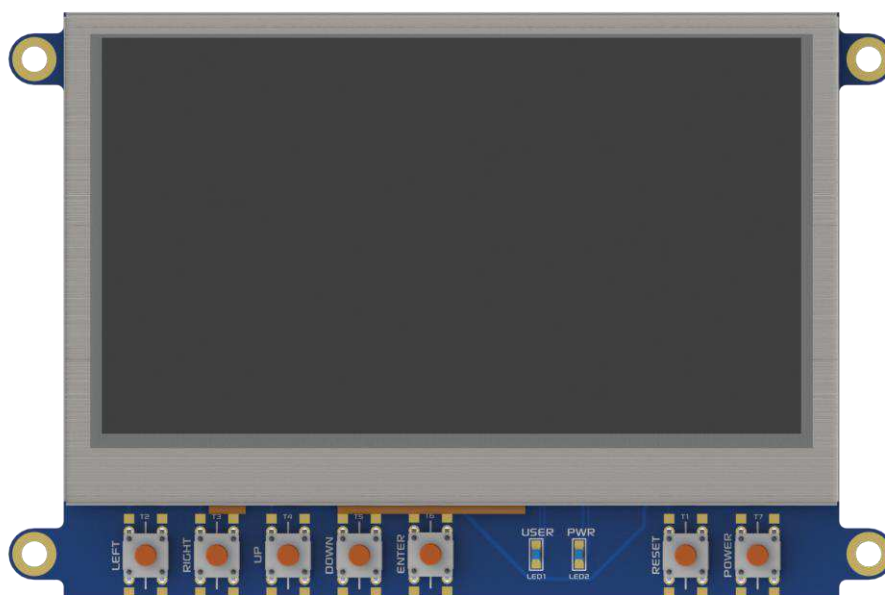 T2
T3
T4
T5
T6
T1
T7
LEFT
RIGHT
UP
DOWN
ENTER
USER
PWR
LED1
LED2
RESET
POWER